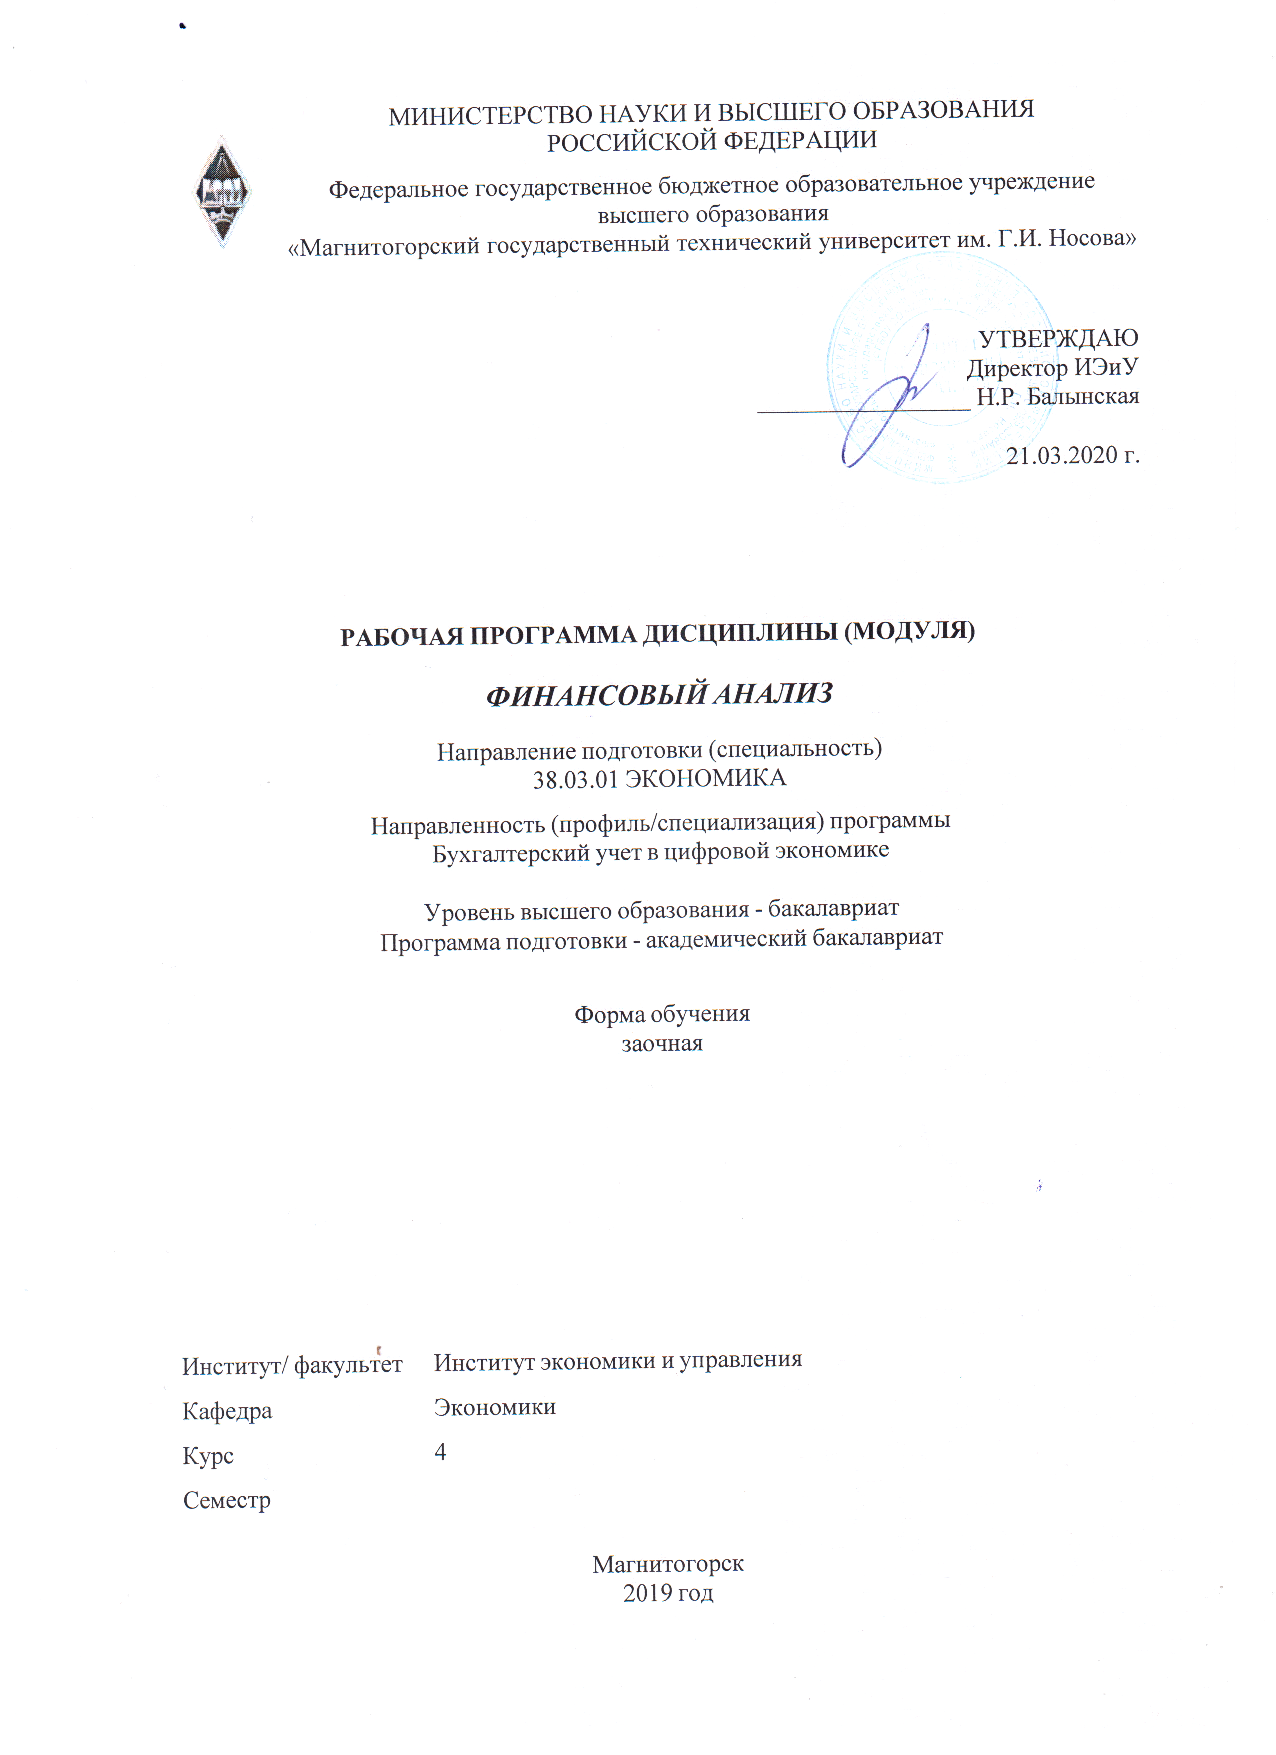 МИНИСТЕРСТВО НАУКИ И ВЫСШЕГО ОБРАЗОВАНИЯ
РОССИЙСКОЙ ФЕДЕРАЦИИ
Федеральное государственное бюджетное образовательное учреждение
высшего образования
«Магнитогорский государственный технический университет им. Г.И. Носова»
УТВЕРЖДАЮ
Директор ИЭиУ
_________________ Н.Р. Балынская
21.03.2020 г.
РАБОЧАЯ ПРОГРАММА ДИСЦИПЛИНЫ (МОДУЛЯ)
ФИНАНСОВЫЙ АНАЛИЗ
Направление подготовки (специальность)
38.03.01 ЭКОНОМИКА
Направленность (профиль/специализация) программы
Бухгалтерский учет в цифровой экономике
Уровень высшего образования - бакалавриат
Программа подготовки - академический бакалавриат
Форма обучения
заочная
Институт/ факультет Институт экономики и управления
Кафедра Экономики
Курс 4
Семестр
Магнитогорск
2019 год